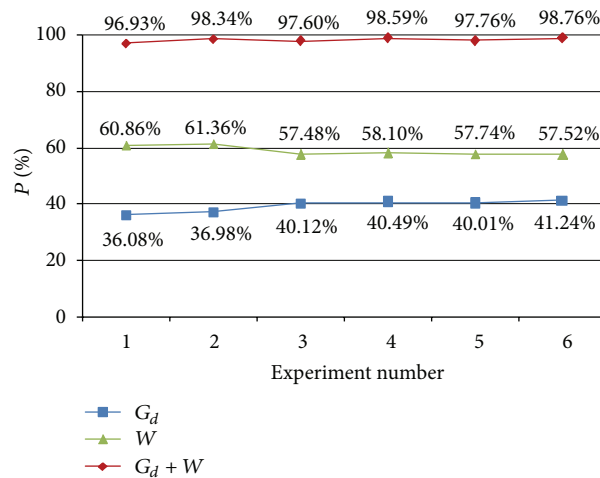 96.93% 98.34% 97.60% 98.59% 97.76% 98.76%
100
80
60.86% 61.36% 57.48% 58.10% 57.74% 57.52%
60
P (%)
40
36.08% 36.98% 40.12% 40.49% 40.01% 41.24%
20
0
1 2 3 4 5 6
Experiment number
G_d
W
G_d + W